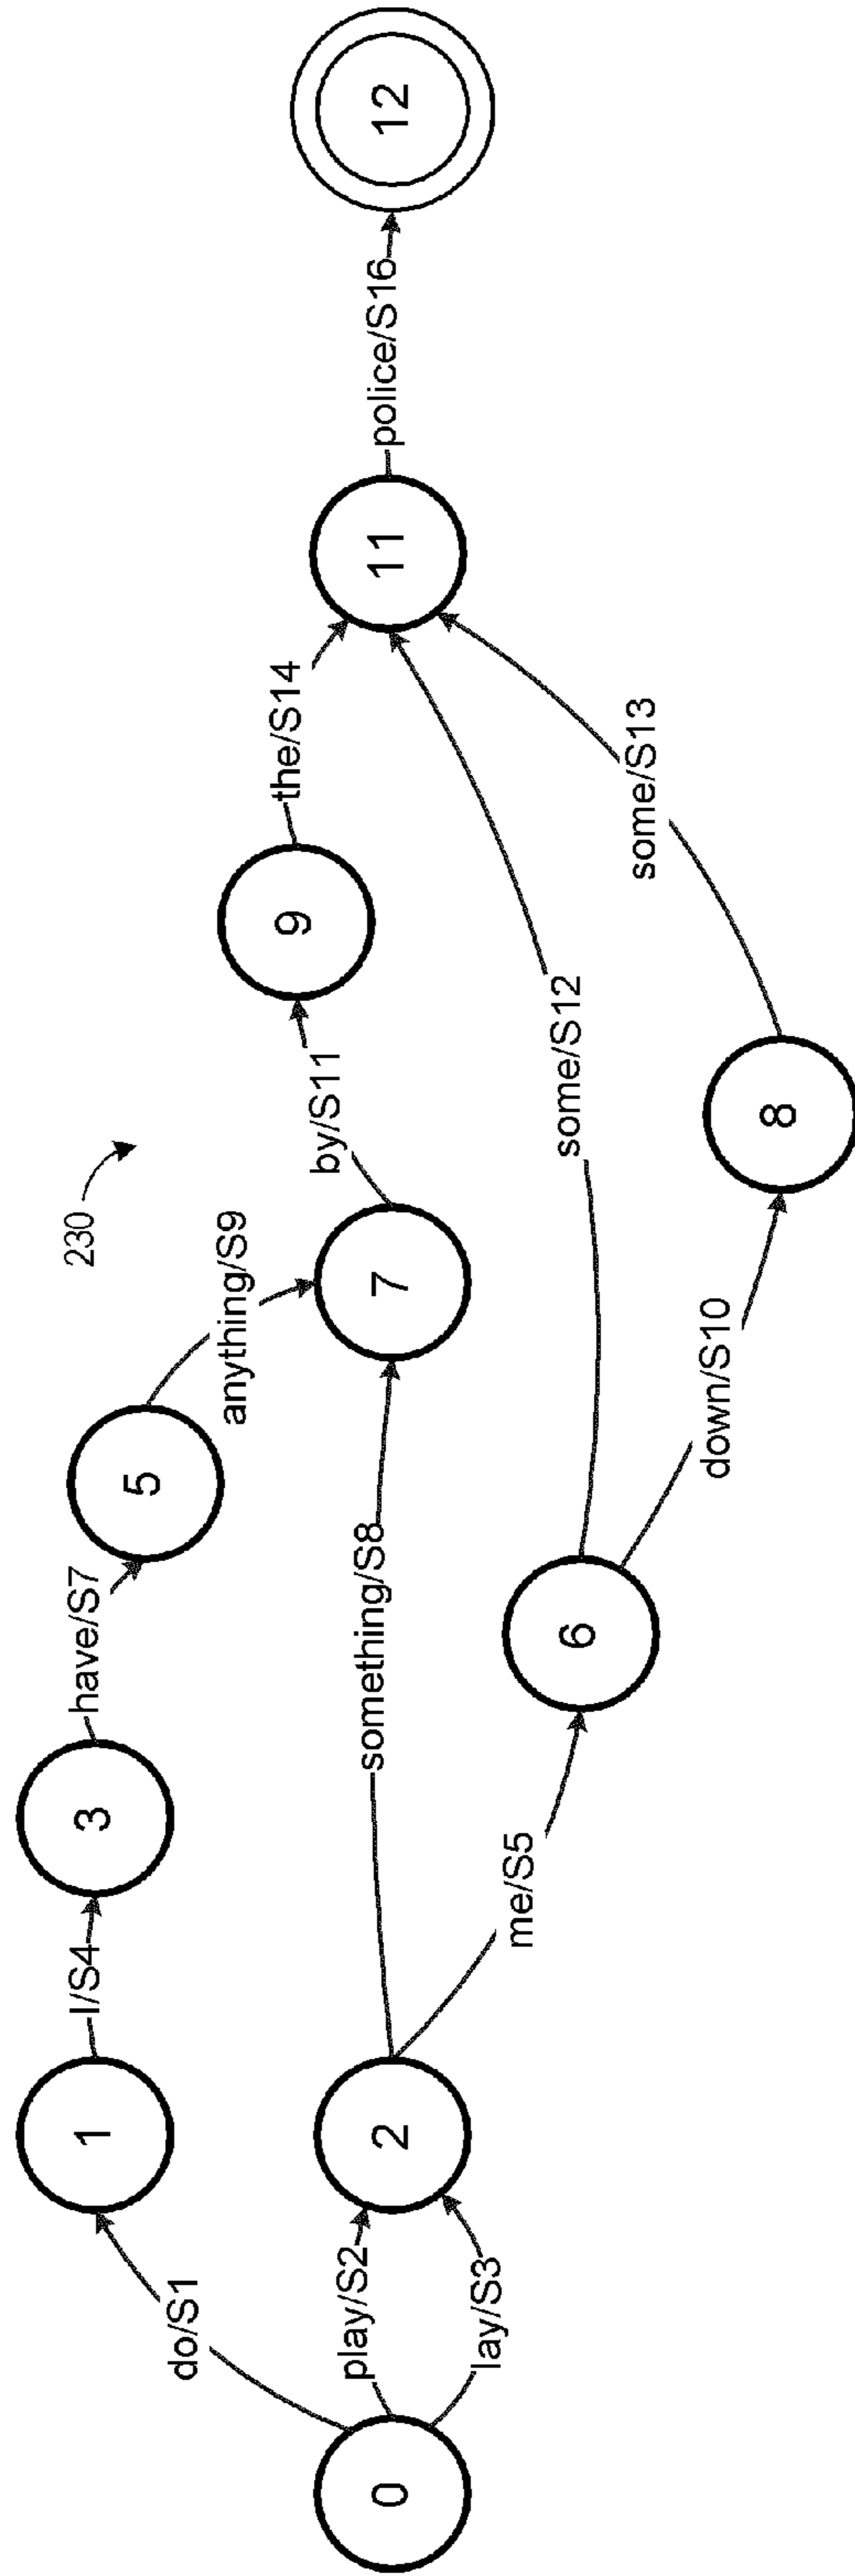 230
0
do/S1
play/S2
lay/S3
1
2
I/S4
me/S5
3
have/S7
something/S8
6
5
anything/S9
down/S10
7
8
by/S11
some/S12
9
some/S13
the/S14
11
police/S16
12